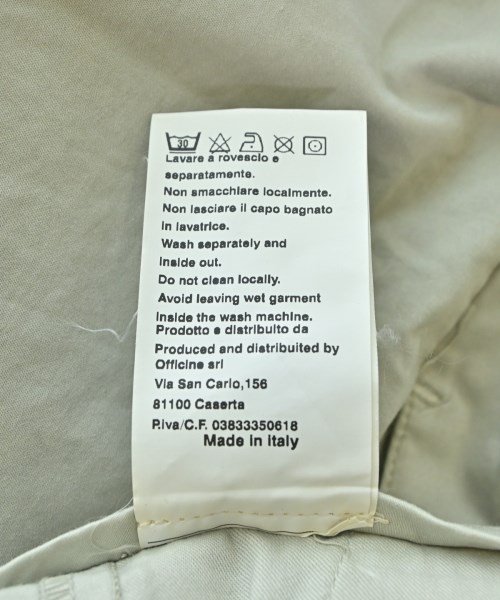 30
Lavare a rovescio e
separatamente.
Non smacchiare localmente.
Non lasciare il capo bagnato
in lavatrice.
Wash separately and
Inside out.
Do not clean locally.
Avoid leaving wet garment
Inside the wash machine.
Prodotto e distribuito da
Produced and distribuited by
Officine srl
Via San Carlo,156
81100 Caserta
P.iva/C.F. 03833350618
Made in Italy